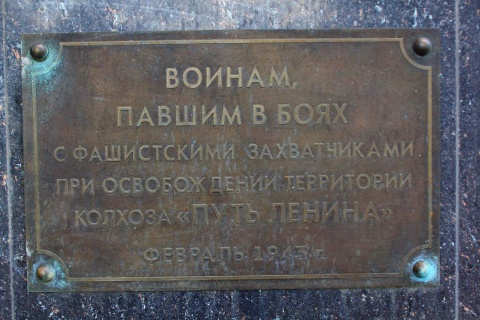 ВОИНАМ,
ПАВШИМ В БОЯХ
С ФАШИСТСКИМИ ЗАХВАТЧИКАМИ
ПРИ ОСВОБОЖДЕНИИ ТЕРРИТОРИИ
КОЛХОЗА «ПУТЬ ЛЕНИНА»
ФЕВРАЛЬ 1943 г.